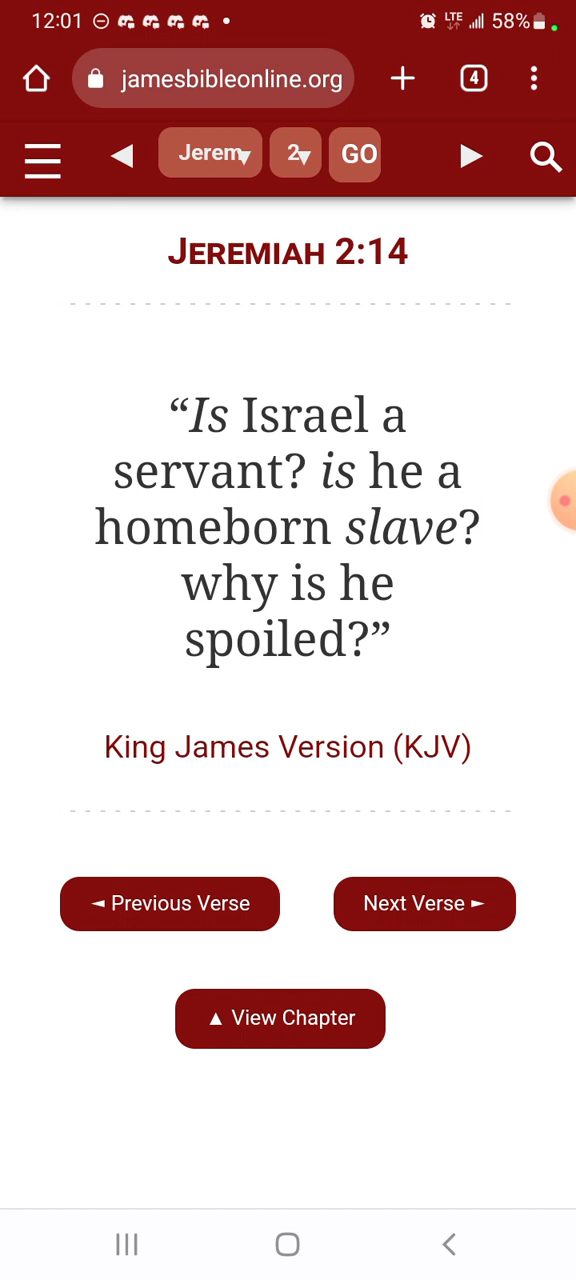 12:01 LTE 58%
jamesbibleonline.org 4
Jerem 2 GO
JEREMIAH 2:14
“Is Israel a
servant? is he a
homeborn slave?
why is he
spoiled?”
King James Version (KJV)
◄ Previous Verse Next Verse ►
▲ View Chapter